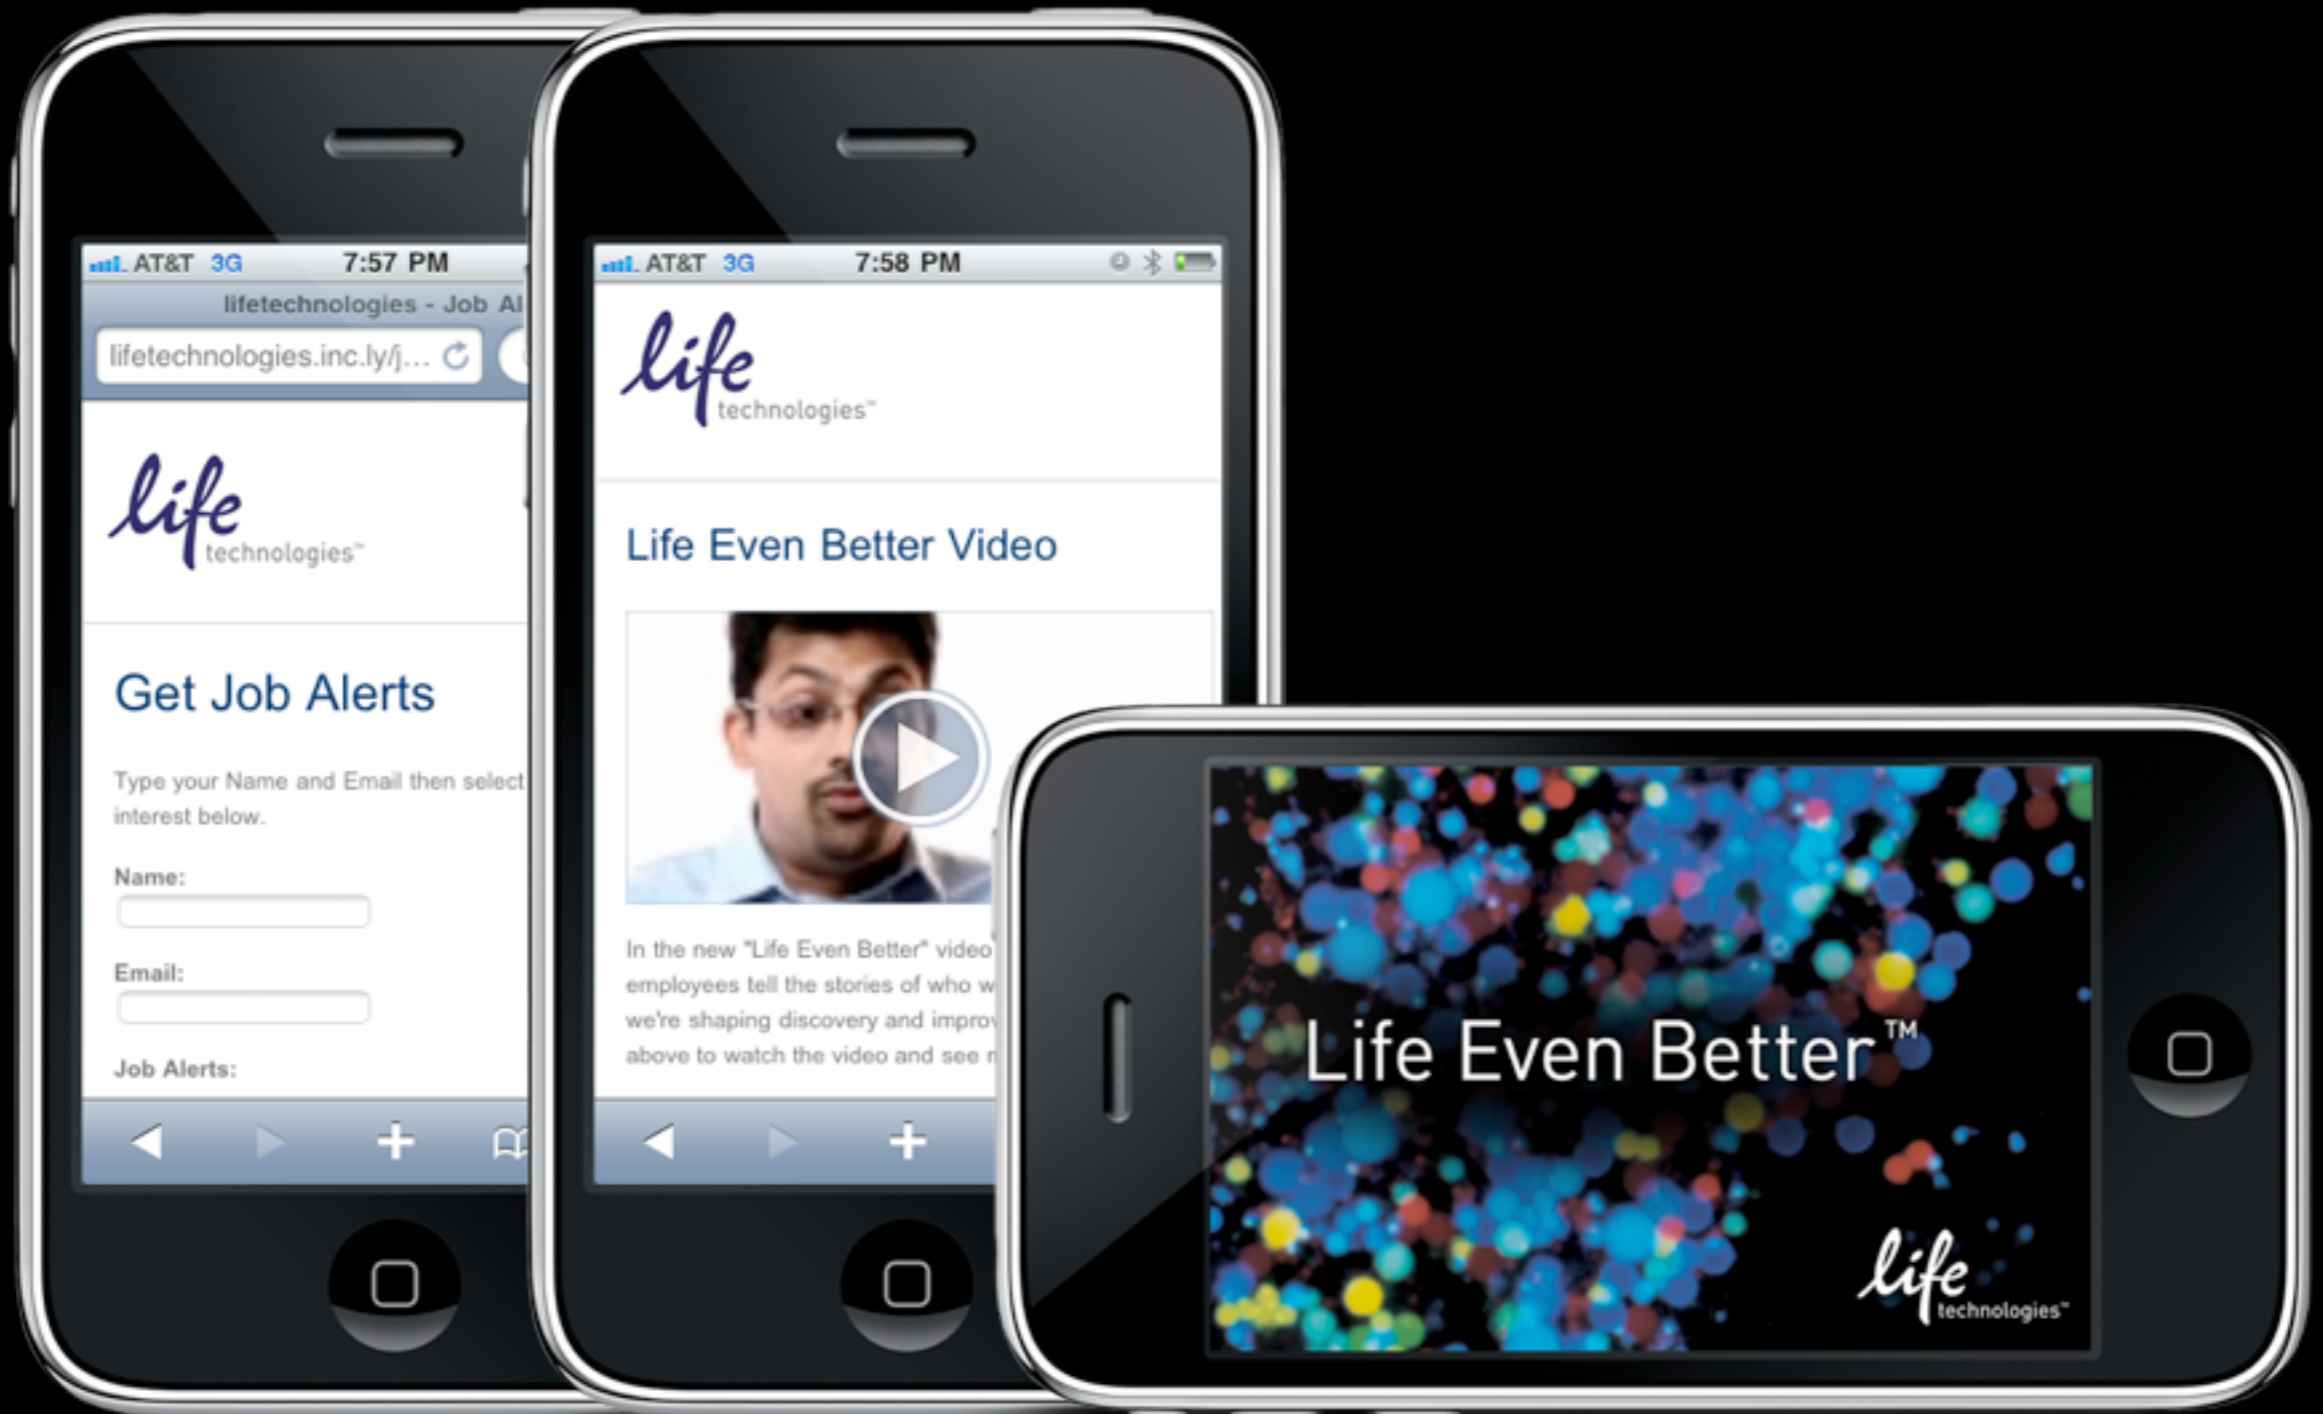 AT&T 3G 7:57 PM
lifetechnologies - Job Al
lifetechnologies.inc.ly/j...
life
technologies™
Get Job Alerts
Type your Name and Email then select
interest below.
Name:
Email:
Job Alerts:
AT&T 3G 7:58 PM
life
technologies™
Life Even Better Video
In the new "Life Even Better" video
employees tell the stories of who w
we're shaping discovery and improv
above to watch the video and see
Life Even Better™
life
technologies™